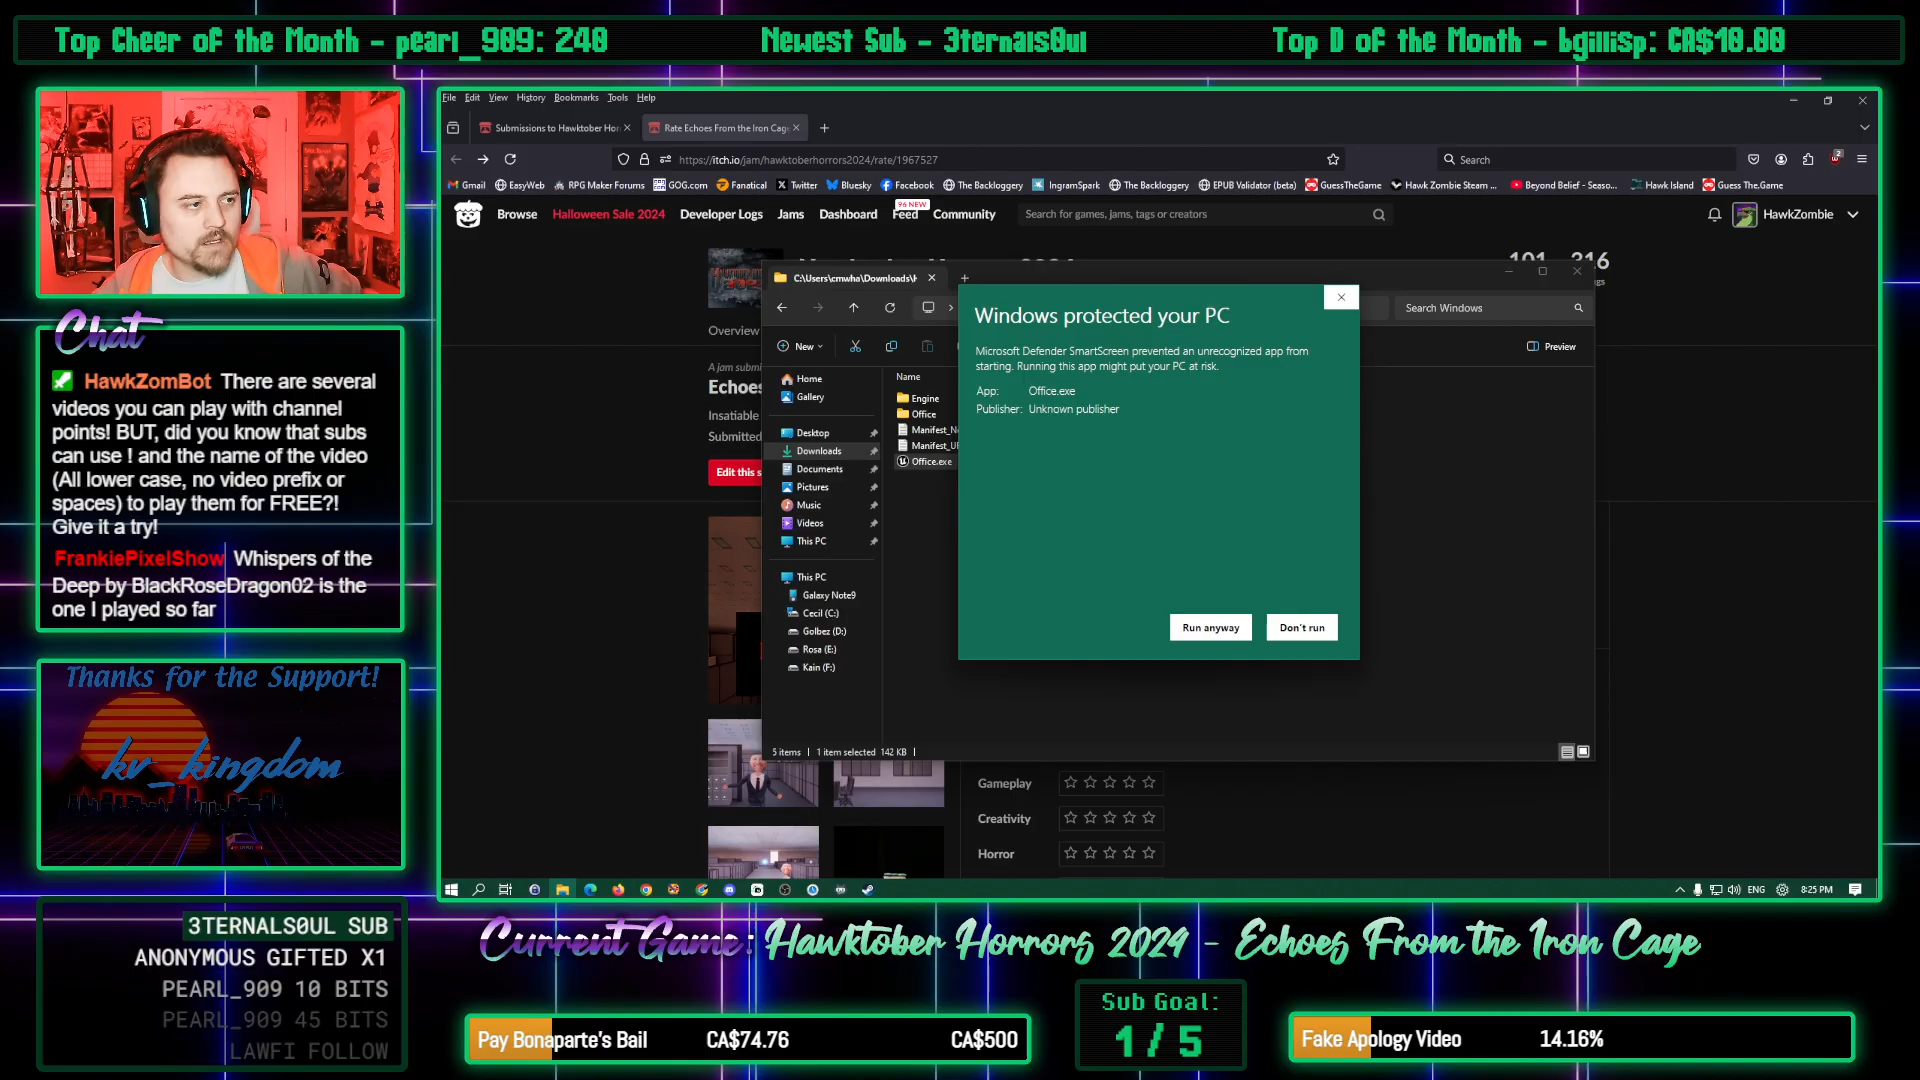 Top Cheer of the Month - pearl_909: 240
Newest Sub - 3ternals0ul
Top D of the Month - bgillisp: CA$10.00
File Edit View History Bookmarks Tools Help
Submissions to Hawktober Hor
Rate Echoes From the Iron Cag
https://itch.io/jam/hawktoberhorrors2024/rate/1967527
Search
2
Gmail EasyWeb RPG Maker Forums GOG.com Fanatical Twitter Bluesky Facebook The Backloggery IngramSpark The Backloggery EPUB Validator (beta) GuessTheGame Hawk Zombie Steam ... Beyond Belief - Seaso... Hawk Island Guess The.Game
96 NEW
Browse Halloween Sale 2024 Developer Logs Jams Dashboard Feed Community
Search for games, jams, tags or creators
HawkZombie
101 316
Overview
A jam submi
Echoes
Insatiable
Submitted
Edit this s
C:\Users\cmwha\Downloads\H
Search Windows
New
Preview
Home
Gallery
Desktop
Downloads
Documents
Pictures
Music
Videos
This PC
This PC
Galaxy Note9
Cecil (C:)
Golbez (D:)
Rosa (E:)
Kain (F:)
Name
Engine
Office
Manifest_N
Manifest_U
Office.exe
5 items 1 item selected 142 KB
Windows protected your PC
Microsoft Defender SmartScreen prevented an unrecognized app from
starting. Running this app might put your PC at risk.
App: Office.exe
Publisher: Unknown publisher
Run anyway
Don't run
Gameplay
Creativity
Horror
ENG 8:25 PM
Chat
HawkZomBot There are several
videos you can play with channel
points! BUT, did you know that subs
can use ! and the name of the video
(All lower case, no video prefix or
spaces) to play them for FREE?!
Give it a try!
FrankiePixelShow Whispers of the
Deep by BlackRoseDragon02 is the
one I played so far
Thanks for the Support!
kv_kingdom
3TERNALS0UL SUB
ANONYMOUS GIFTED X1
PEARL_909 10 BITS
PEARL_909 45 BITS
LAWFI FOLLOW
Current Game: Hawktober Horrors 2024 - Echoes From the Iron Cage
Pay Bonaparte's Bail CA$74.76 CA$500
Sub Goal:
1 / 5
Fake Apology Video 14.16%